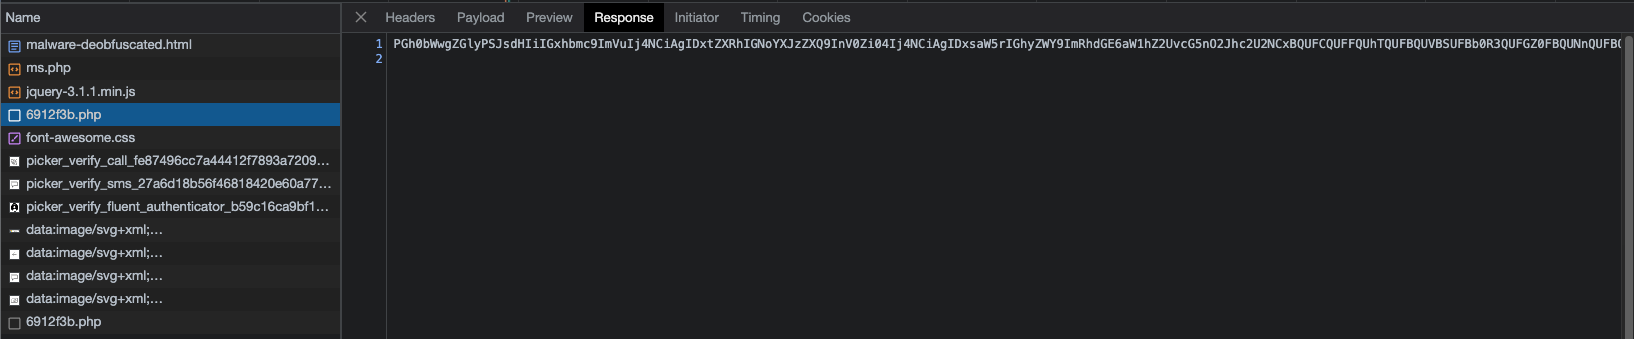 Name
Headers Payload Preview Response Initiator Timing Cookies
malware-deobfuscated.html
ms.php
jquery-3.1.1.min.js
6912f3b.php
font-awesome.css
picker_verify_call_fe87496cc7a44412f7893a7209...
picker_verify_sms_27a6d18b56f46818420e60a77...
picker_verify_fluent_authenticator_b59c16ca9bf1...
data:image/svg+xml;...
data:image/svg+xml;...
data:image/svg+xml;...
data:image/svg+xml;...
6912f3b.php
1 PGh0bWwgZGlyPSJsdHIiIGxhbmc9ImVuIj4NCiAgIDxtZXRhIGNoYXJzZXQ9InV0Zi04Ij4NCiAgIDxsaW5rIGhyZWY9ImRhdGE6aW1hZ2UvcG5nO2Jhc2U2NCxBQUFCQUFFQUhTQUFBQUVBSUFBb0R3QUFGZ0FBQUNnQUFB
2